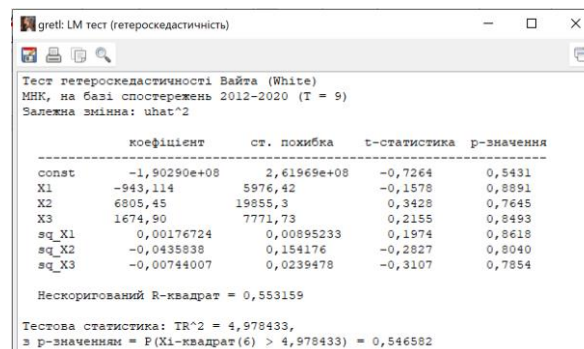 gretl: LM тест (гетероскедастичність)
Тест гетероскедастичності Вайта (White)
МНК, на базі спостережень 2012-2020 (T = 9)
Залежна змінна: uhat^2
коефіцієнт ст. похибка t-статистика p-значення
const -1,90290e+08 2,61969e+08 -0,7264 0,5431
X1 -943,114 5976,42 -0,1578 0,8891
X2 6805,45 19855,3 0,3428 0,7645
X3 1674,90 7771,73 0,2155 0,8493
sq_X1 0,00176724 0,00895233 0,1974 0,8618
sq_X2 -0,0435838 0,154176 -0,2827 0,8040
sq_X3 -0,00744007 0,0239478 -0,3107 0,7854
Нескоригований R-квадрат = 0,553159
Тестова статистика: TR^2 = 4,978433,
з p-значенням = P(Хі-квадрат(6) > 4,978433) = 0,546582